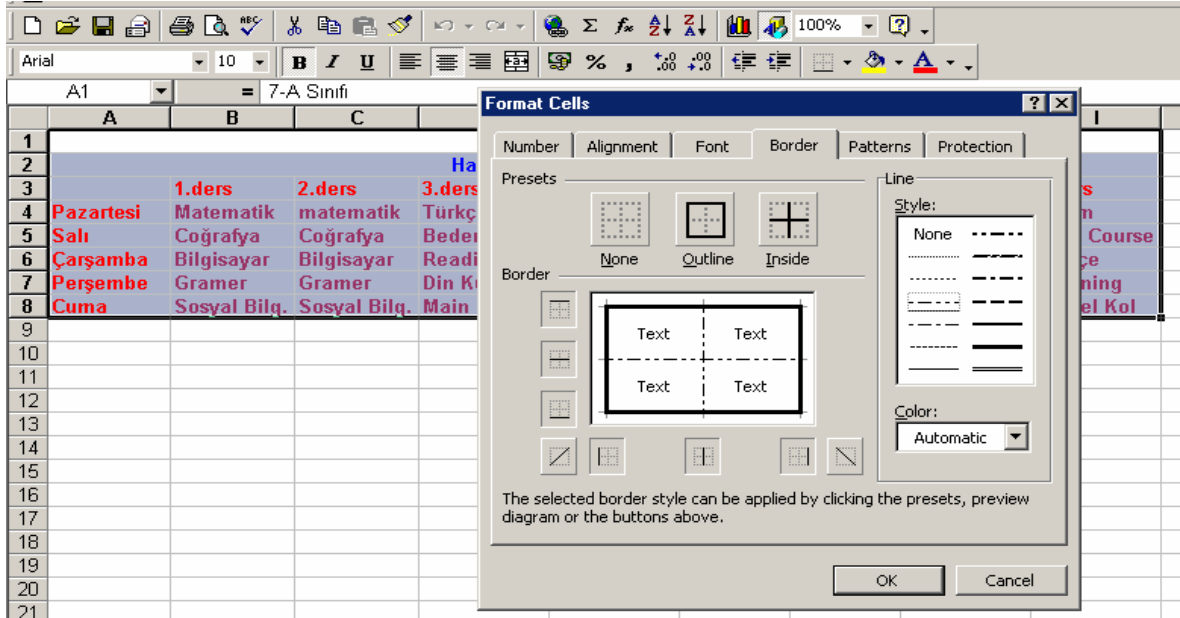 100%
Arial 10 B I U % ,
A1 = 7-A Sınıfı
A B C I
1
2 Ha
3 1.ders 2.ders 3.ders s
4 Pazartesi Matematik matematik Türkç m
5 Salı Coğrafya Coğrafya Beder Course
6 Çarşamba Bilgisayar Bilgisayar Readi çe
7 Perşembe Gramer Gramer Din K ning
8 Cuma Sosyal Bilg. Sosyal Bilg. Main el Kol
9
10
11
12
13
14
15
16
17
18
19
20
21
Format Cells
Number Alignment Font Border Patterns Protection
Presets
None Outline Inside
Border
Text Text
Text Text
Line
Style:
None
Color:
Automatic
The selected border style can be applied by clicking the presets, preview
diagram or the buttons above.
OK Cancel